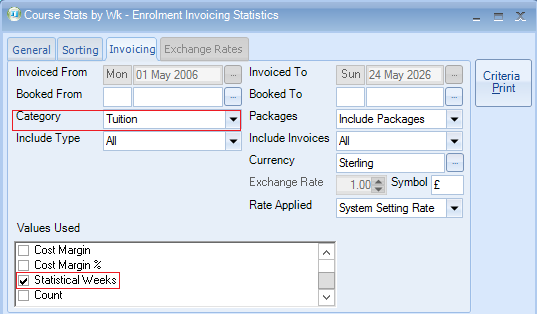 Course Stats by Wk - Enrolment Invoicing Statistics
General Sorting Invoicing Exchange Rates
Invoiced From Mon 01 May 2006 ... Invoiced To Sun 24 May 2026 ...
Booked From ... Booked To ...
Category Tuition Packages Include Packages
Include Type All Include Invoices All
Currency Sterling ...
Exchange Rate 1.00 Symbol £
Rate Applied System Setting Rate
Criteria
Print
Values Used
Cost Margin
Cost Margin %
Statistical Weeks
Count